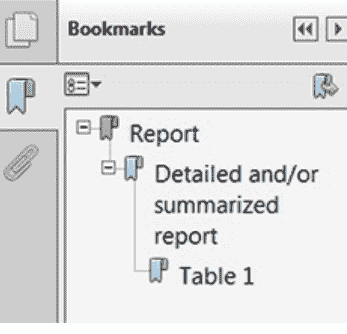 Bookmarks
Report
Detailed and/or
summarized
report
Table 1